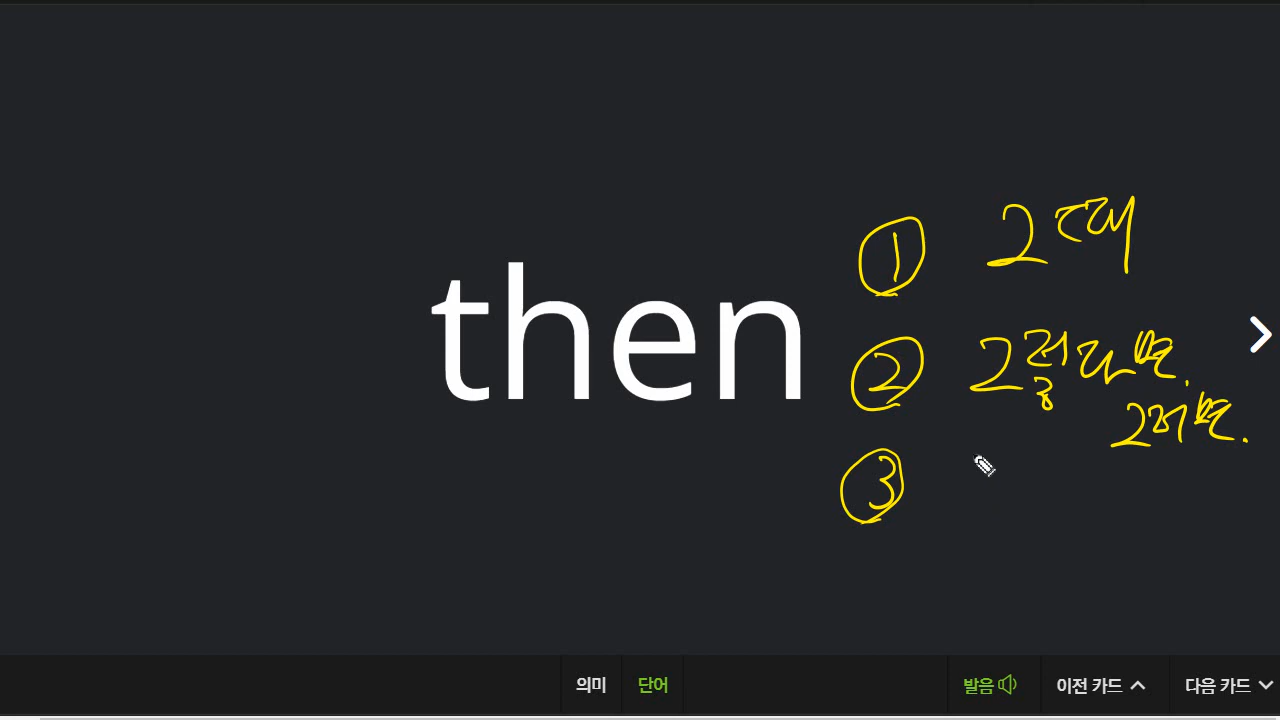 then
① 그때
② 그렇다면.
그러면.
③
의미 단어 발음 이전 카드 다음 카드